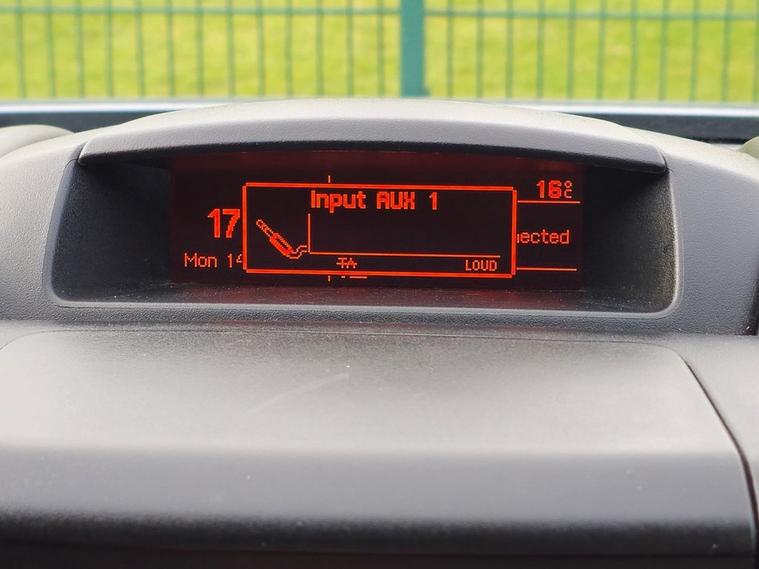 Input AUX 1
16°C
17
ected
Mon 14
TA
LOUD